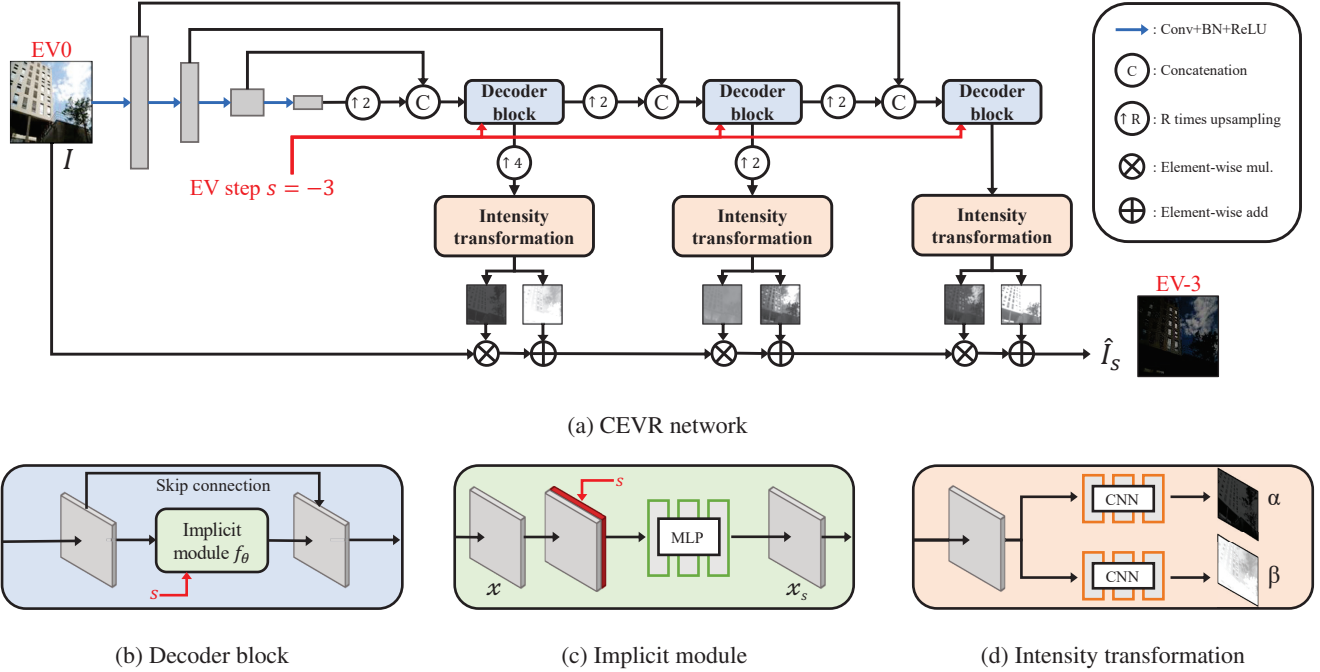 EV0
I
↑2
C
Decoder block
↑2
C
Decoder block
↑2
C
Decoder block
EV step s = −3
↑4
↑2
Intensity transformation
Intensity transformation
Intensity transformation
EV-3
Î_s
: Conv+BN+ReLU
C : Concatenation
↑R : R times upsampling
: Element-wise mul.
: Element-wise add
(a) CEVR network
Skip connection
Implicit
module f_θ
s
(b) Decoder block
s
MLP
x
x_s
(c) Implicit module
CNN
α
CNN
β
(d) Intensity transformation